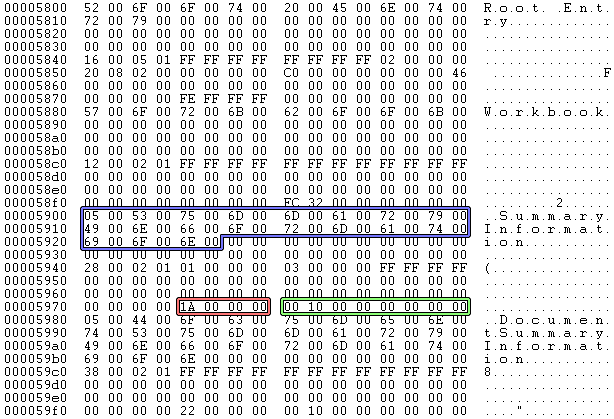 00005800 52 00 6F 00 6F 00 74 00 20 00 45 00 6E 00 74 00 R.o.o.t. .E.n.t.
00005810 72 00 79 00 00 00 00 00 00 00 00 00 00 00 00 00 r.y.............
00005820 00 00 00 00 00 00 00 00 00 00 00 00 00 00 00 00 ................
00005830 00 00 00 00 00 00 00 00 00 00 00 00 00 00 00 00 ................
00005840 16 00 05 01 FF FF FF FF FF FF FF FF 02 00 00 00 ................
00005850 20 08 02 00 00 00 00 00 C0 00 00 00 00 00 00 46 ...............F
00005860 00 00 00 00 00 00 00 00 00 00 00 00 00 00 00 00 ................
00005870 00 00 00 00 FE FF FF FF 00 00 00 00 00 00 00 00 ................
00005880 57 00 6F 00 72 00 6B 00 62 00 6F 00 6F 00 6B 00 W.o.r.k.b.o.o.k.
00005890 00 00 00 00 00 00 00 00 00 00 00 00 00 00 00 00 ................
000058a0 00 00 00 00 00 00 00 00 00 00 00 00 00 00 00 00 ................
000058b0 00 00 00 00 00 00 00 00 00 00 00 00 00 00 00 00 ................
000058c0 12 00 02 01 FF FF FF FF FF FF FF FF FF FF FF FF ................
000058d0 00 00 00 00 00 00 00 00 00 00 00 00 00 00 00 00 ................
000058e0 00 00 00 00 00 00 00 00 00 00 00 00 00 00 00 00 ................
000058f0 00 00 00 00 00 00 00 00 FC 32 00 00 00 00 00 00 .........2......
00005900 05 00 53 00 75 00 6D 00 6D 00 61 00 72 00 79 00 ..S.u.m.m.a.r.y.
00005910 49 00 6E 00 66 00 6F 00 72 00 6D 00 61 00 74 00 I.n.f.o.r.m.a.t.
00005920 69 00 6F 00 6E 00 00 00 00 00 00 00 00 00 00 00 i.o.n...........
00005930 00 00 00 00 00 00 00 00 00 00 00 00 00 00 00 00 ................
00005940 28 00 02 01 01 00 00 00 03 00 00 00 FF FF FF FF (...............
00005950 00 00 00 00 00 00 00 00 00 00 00 00 00 00 00 00 ................
00005960 00 00 00 00 00 00 00 00 00 00 00 00 00 00 00 00 ................
00005970 00 00 00 00 1A 00 00 00 00 10 00 00 00 00 00 00 ................
00005980 05 00 44 00 6F 00 63 00 75 00 6D 00 65 00 6E 00 ..D.o.c.u.m.e.n.
00005990 74 00 53 00 75 00 6D 00 6D 00 61 00 72 00 79 00 t.S.u.m.m.a.r.y.
000059a0 49 00 6E 00 66 00 6F 00 72 00 6D 00 61 00 74 00 I.n.f.o.r.m.a.t.
000059b0 69 00 6F 00 6E 00 00 00 00 00 00 00 00 00 00 00 i.o.n...........
000059c0 38 00 02 01 FF FF FF FF FF FF FF FF FF FF FF FF 8...............
000059d0 00 00 00 00 00 00 00 00 00 00 00 00 00 00 00 00 ................
000059e0 00 00 00 00 00 00 00 00 00 00 00 00 00 00 00 00 ................
000059f0 00 00 00 00 22 00 00 00 00 10 00 00 00 00 00 00 ...."...........